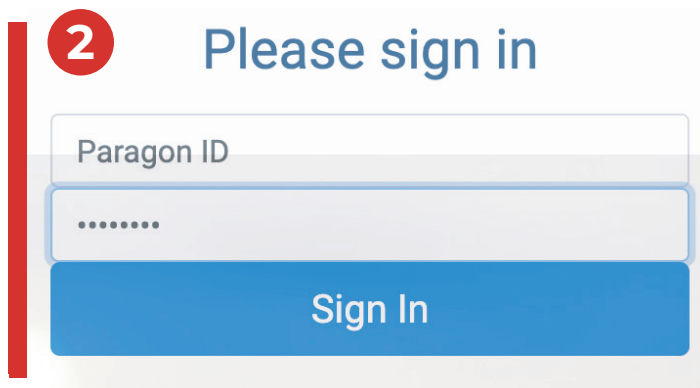 2
Please sign in
Paragon ID
••••••••
Sign In